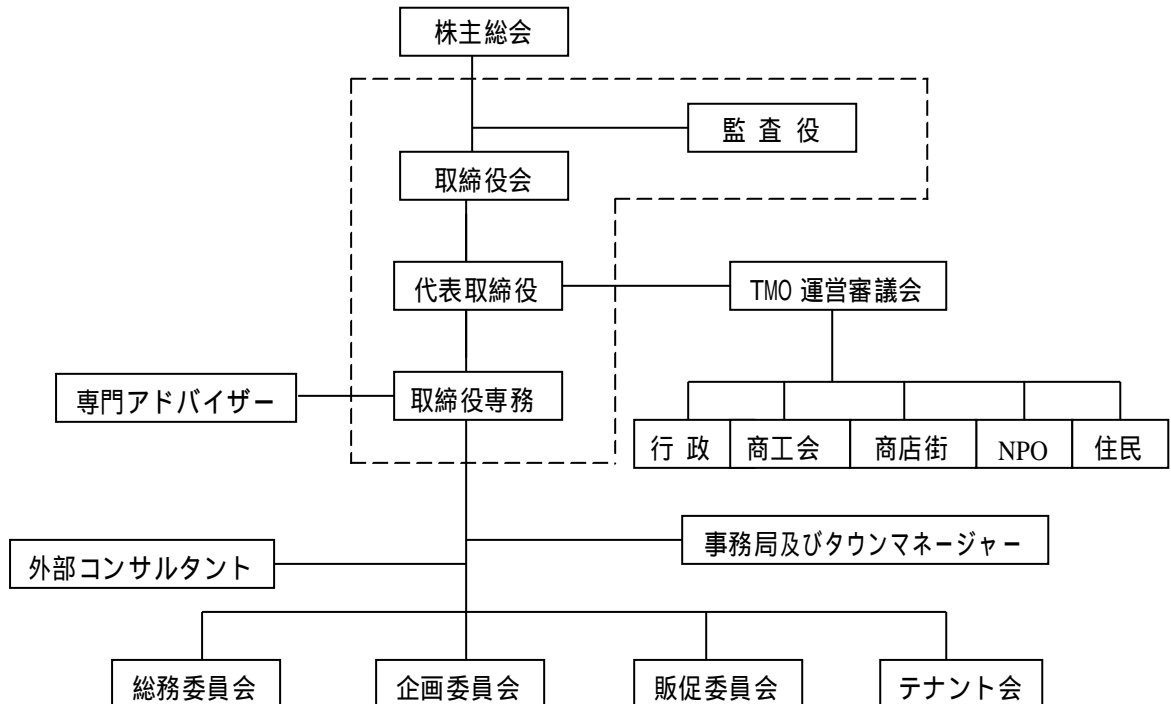 株主総会
監 査 役
取締役会
代表取締役
TMO 運営審議会
専門アドバイザー
取締役専務
行 政
商工会
商店街
NPO
住民
事務局及びタウンマネージャー
外部コンサルタント
総務委員会
企画委員会
販促委員会
テナント会